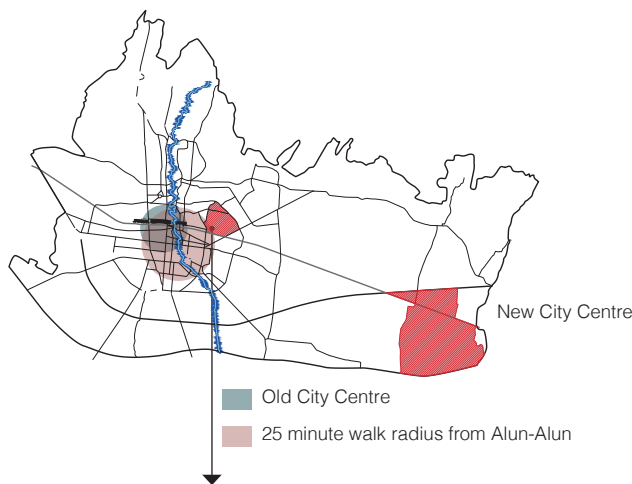 New City Centre
Old City Centre
25 minute walk radius from Alun-Alun